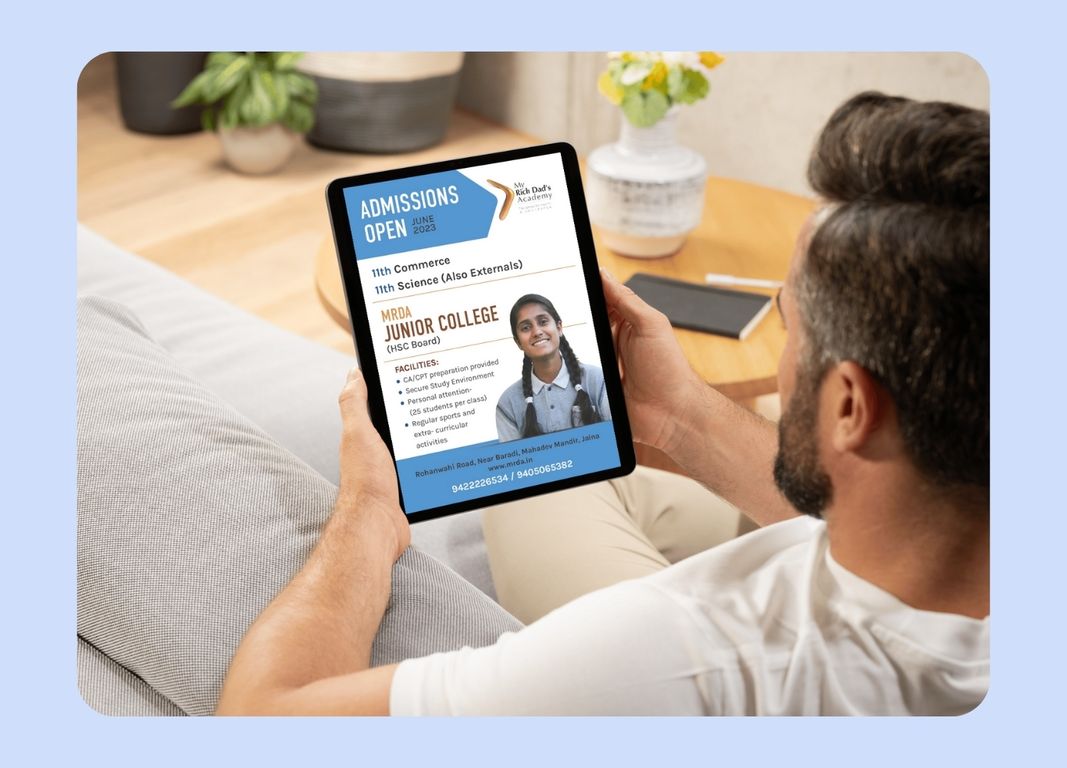 ADMISSIONS
OPEN JUNE
2023
My
Rich Dad's
Academy
11th Commerce
11th Science (Also Externals)
MRDA
JUNIOR COLLEGE
(HSC Board)
FACILITIES:
• CA/CPT preparation provided
• Secure Study Environment
• Personal attention-
(25 students per class)
• Regular sports and
extra- curricular
activities
Rohanwahi Road, Near Baradi, Mahadev Mandir, Jalna
www.mrda.in
9422226534 / 9405065382